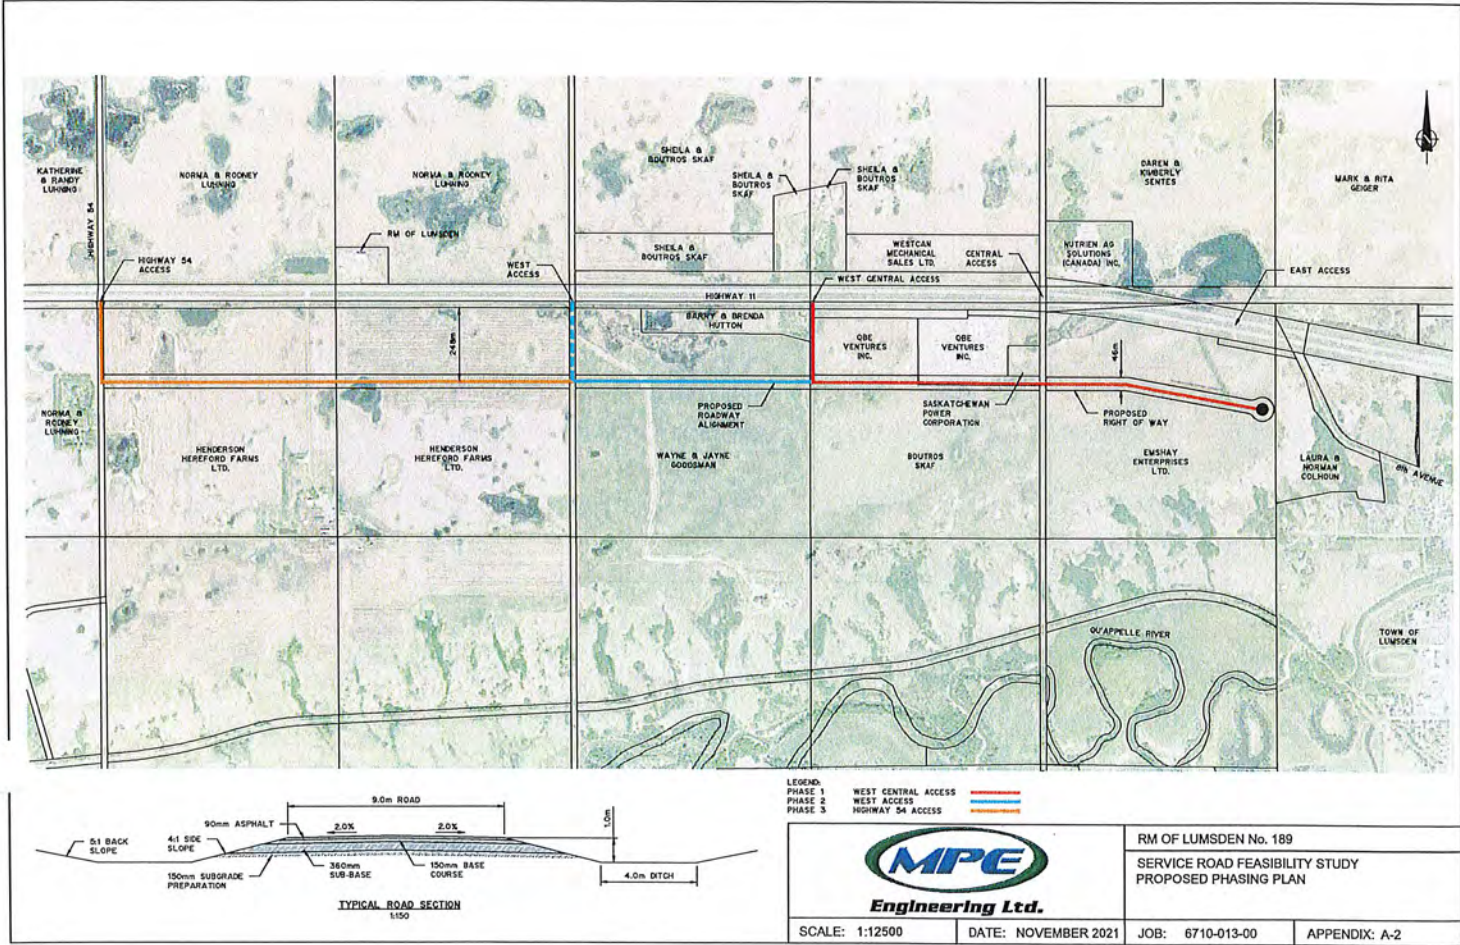 KATHERINE
& RANDY
LUHNING
NORMA & RODNEY
LUHNING
NORMA & RODNEY
LUHNING
SHEILA &
BOUTROS SKAF
SHEILA &
BOUTROS
SKAF
SHEILA &
BOUTROS
SKAF
DAREN &
KIMBERLY
SENTES
MARK & RITA
GEIGER
HIGHWAY 54
RM OF LUMSDEN
HIGHWAY 54
ACCESS
WEST
ACCESS
SHEILA &
BOUTROS SKAF
WESTCAN
MECHANICAL
SALES LTD.
CENTRAL
ACCESS
NUTRIEN AG
SOLUTIONS
(CANADA) INC.
EAST ACCESS
WEST CENTRAL ACCESS
HIGHWAY 11
BARRY & BRENDA
HUTTON
248m
QBE
VENTURES
INC.
QBE
VENTURES
INC.
46m
NORMA &
RODNEY
LUHNING
PROPOSED
ROADWAY
ALIGNMENT
SASKATCHEWAN
POWER
CORPORATION
PROPOSED
RIGHT OF WAY
HENDERSON
HEREFORD FARMS
LTD.
HENDERSON
HEREFORD FARMS
LTD.
WAYNE & JAYNE
GOODSMAN
BOUTROS
SKAF
EMSHAY
ENTERPRISES
LTD.
LAURA &
NORMAN
COLHOUN
8th AVENUE
QU'APPELLE RIVER
TOWN OF
LUMSDEN
LEGEND:
PHASE 1 WEST CENTRAL ACCESS
PHASE 2 WEST ACCESS
PHASE 3 HIGHWAY 54 ACCESS
9.0m ROAD
90mm ASPHALT
2.0%
2.0%
1.0m
5:1 BACK
SLOPE
4:1 SIDE
SLOPE
150mm SUBGRADE
PREPARATION
360mm
SUB-BASE
150mm BASE
COURSE
4.0m DITCH
TYPICAL ROAD SECTION
1:150
MPE
Engineering Ltd.
RM OF LUMSDEN No. 189
SERVICE ROAD FEASIBILITY STUDY
PROPOSED PHASING PLAN
SCALE: 1:12500
DATE: NOVEMBER 2021
JOB: 6710-013-00
APPENDIX: A-2